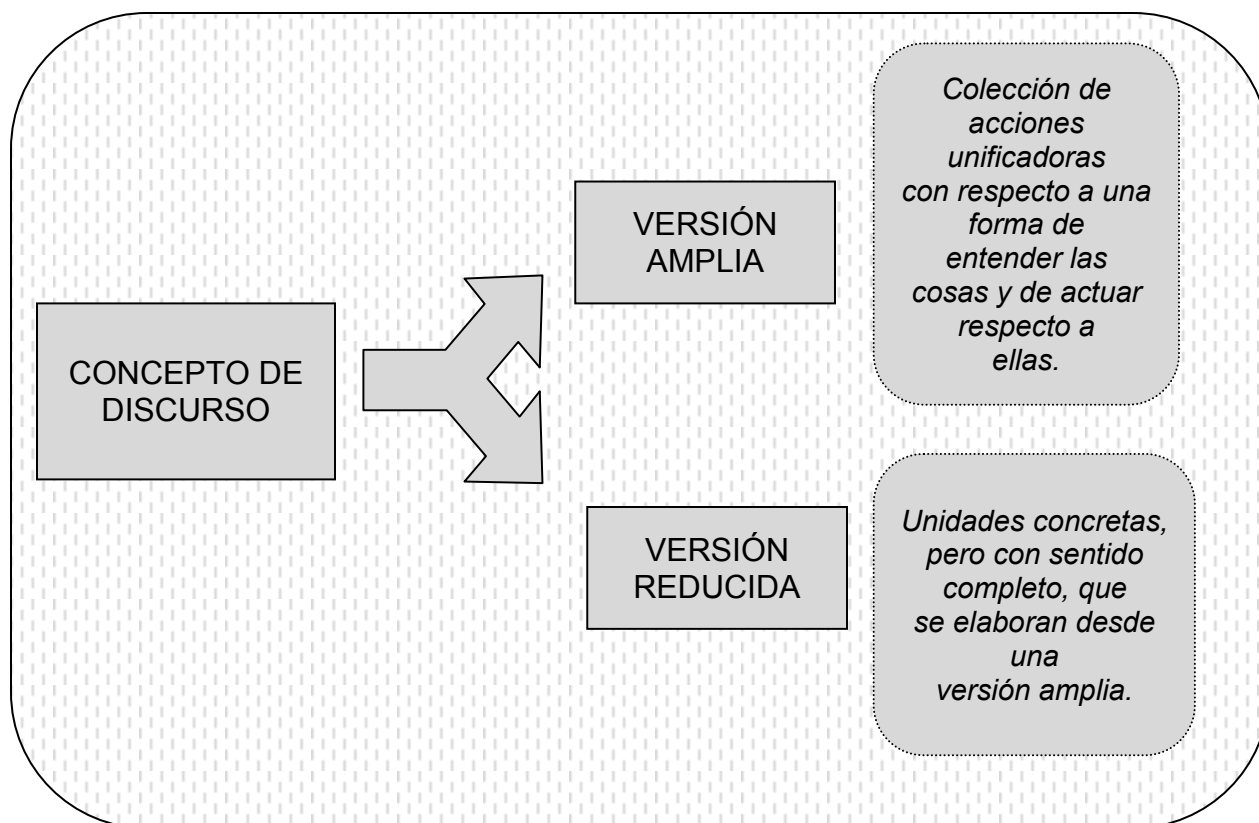 CONCEPTO DE
DISCURSO
VERSIÓN
AMPLIA
Colección de
acciones
unificadoras
con respecto a una
forma de
entender las
cosas y de actuar
respecto a
ellas.
VERSIÓN
REDUCIDA
Unidades concretas,
pero con sentido
completo, que
se elaboran desde
una
versión amplia.